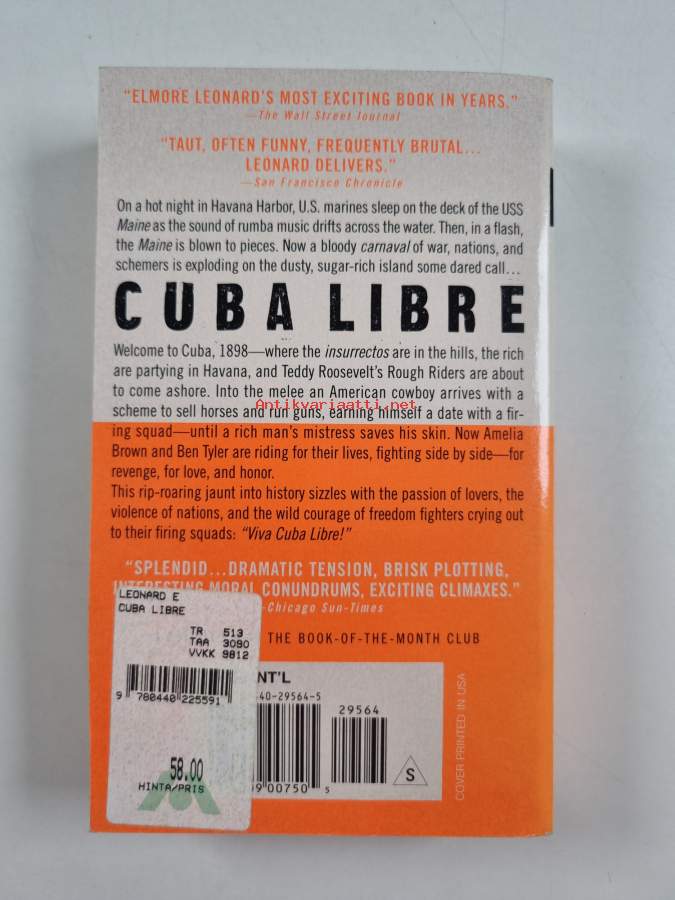 “ELMORE LEONARD’S MOST EXCITING BOOK IN YEARS.”
—The Wall Street Journal
“TAUT, OFTEN FUNNY, FREQUENTLY BRUTAL...
LEONARD DELIVERS.”
—San Francisco Chronicle
On a hot night in Havana Harbor, U.S. marines sleep on the deck of the USS
Maine as the sound of rumba music drifts across the water. Then, in a flash,
the Maine is blown to pieces. Now a bloody carnaval of war, nations, and
schemers is exploding on the dusty, sugar-rich island some dared call...
CUBA LIBRE
Welcome to Cuba, 1898—where the insurrectos are in the hills, the rich
are partying in Havana, and Teddy Roosevelt’s Rough Riders are about
to come ashore. Into the melee an American cowboy arrives with a
Antikvariaatti.net
scheme to sell horses and run guns, earning himself a date with a fir-
ing squad—until a rich man’s mistress saves his skin. Now Amelia
Brown and Ben Tyler are riding for their lives, fighting side by side—for
revenge, for love, and honor.
This rip-roaring jaunt into history sizzles with the passion of lovers, the
violence of nations, and the wild courage of freedom fighters crying out
to their firing squads: “Viva Cuba Libre!”
“SPLENDID...DRAMATIC TENSION, BRISK PLOTTING,
INTERESTING MORAL CONUNDRUMS, EXCITING CLIMAXES.”
—Chicago Sun-Times
THE BOOK-OF-THE-MONTH CLUB
LEONARD E
CUBA LIBRE
TR 513
TAA 3090
VVKK 9812
9 780440 225591
58.00
HINTA/PRIS
NT'L
40-29564-5
29564
00750 5
S
COVER PRINTED IN USA